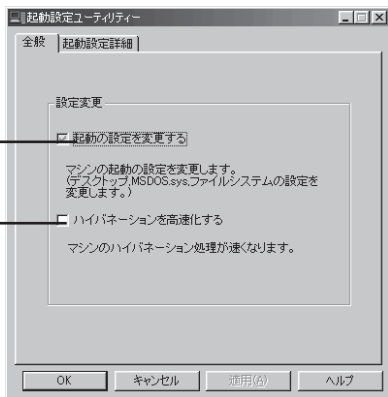 起動設定ユーティリティー
全般
起動設定詳細
設定変更
起動の設定を変更する
マシンの起動の設定を変更します。
(デスクトップ,MSDOS.sys,ファイルシステムの設定を
変更します。)
ハイバネーションを高速化する
マシンのハイバネーション処理が速くなります。
OK
キャンセル
適用(A)
ヘルプ